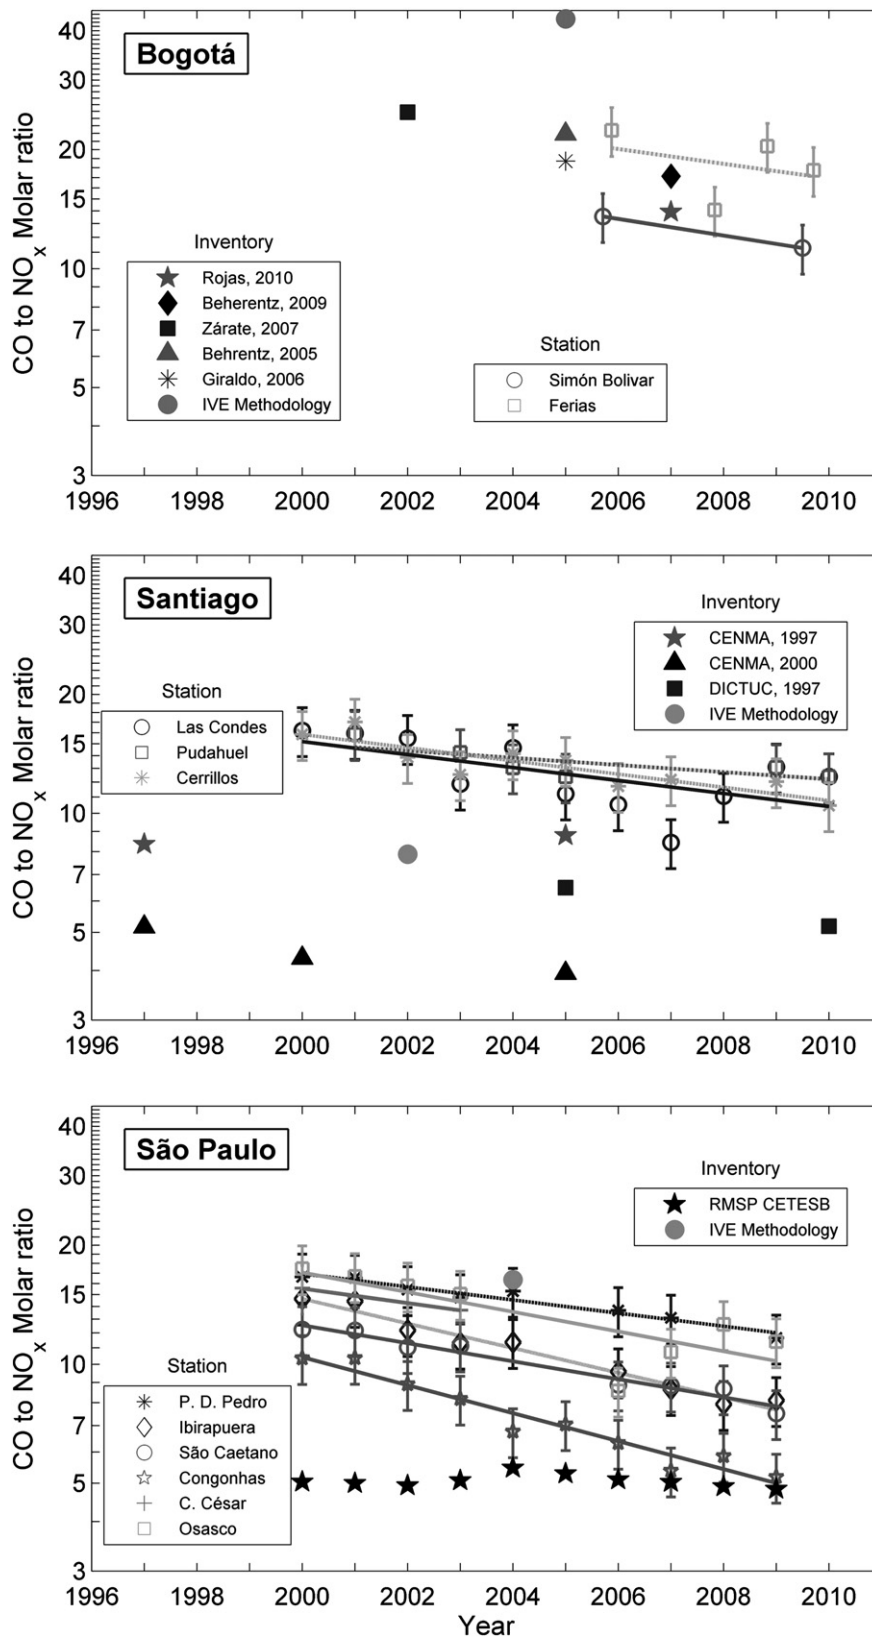 Bogotá
CO to NOx Molar ratio
40
30
20
15
10
7
5
3
Inventory
Rojas, 2010
Beherentz, 2009
Zárate, 2007
Behrentz, 2005
Giraldo, 2006
IVE Methodology
Station
Simón Bolivar
Ferias
1996 1998 2000 2002 2004 2006 2008 2010
Santiago
CO to NOx Molar ratio
40
30
20
15
10
7
5
3
Station
Las Condes
Pudahuel
Cerrillos
Inventory
CENMA, 1997
CENMA, 2000
DICTUC, 1997
IVE Methodology
1996 1998 2000 2002 2004 2006 2008 2010
São Paulo
CO to NOx Molar ratio
40
30
20
15
10
7
5
3
Inventory
RMSP CETESB
IVE Methodology
Station
P. D. Pedro
Ibirapuera
São Caetano
Congonhas
C. César
Osasco
1996 1998 2000 2002 2004 2006 2008 2010
Year